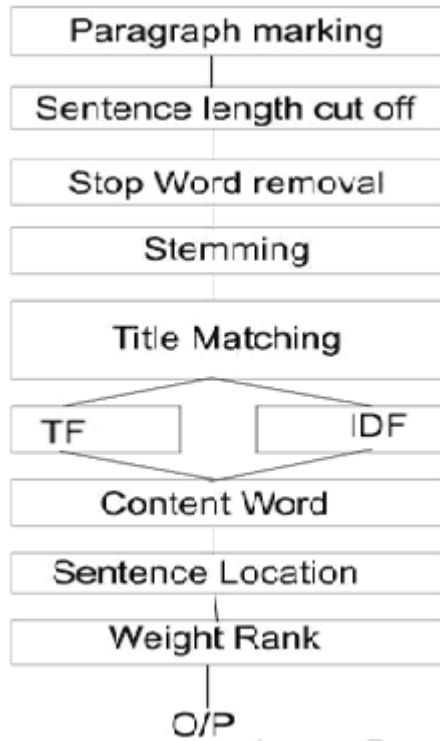 Paragraph marking
Sentence length cut off
Stop Word removal
Stemming
Title Matching
TF
IDF
Content Word
Sentence Location
Weight Rank
O/P